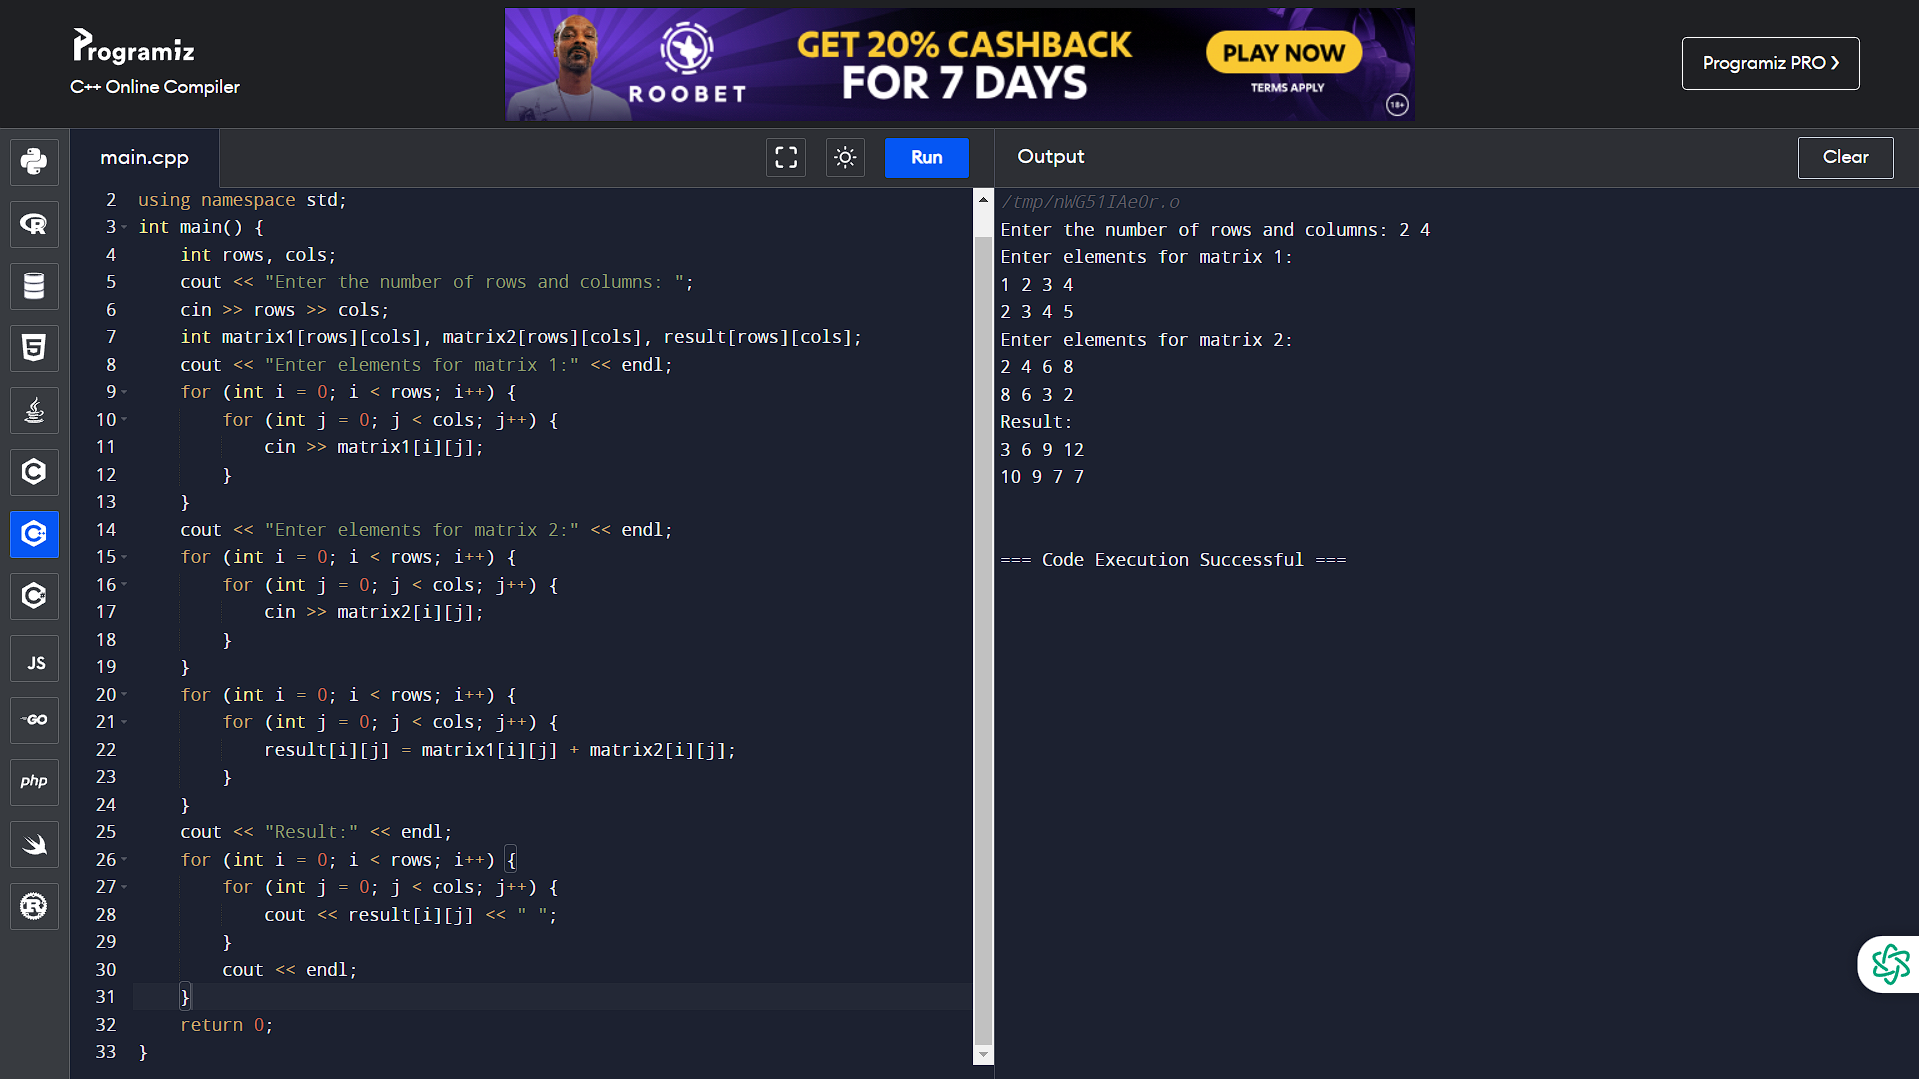 Programiz
C++ Online Compiler
ROOBET
GET 20% CASHBACK
FOR 7 DAYS
PLAY NOW
TERMS APPLY
18+
Programiz PRO ❯
main.cpp
Run
2 using namespace std;
3 int main() {
4     int rows, cols;
5     cout << "Enter the number of rows and columns: ";
6     cin >> rows >> cols;
7     int matrix1[rows][cols], matrix2[rows][cols], result[rows][cols];
8     cout << "Enter elements for matrix 1:" << endl;
9     for (int i = 0; i < rows; i++) {
10         for (int j = 0; j < cols; j++) {
11             cin >> matrix1[i][j];
12         }
13     }
14     cout << "Enter elements for matrix 2:" << endl;
15     for (int i = 0; i < rows; i++) {
16         for (int j = 0; j < cols; j++) {
17             cin >> matrix2[i][j];
18         }
19     }
20     for (int i = 0; i < rows; i++) {
21         for (int j = 0; j < cols; j++) {
22             result[i][j] = matrix1[i][j] + matrix2[i][j];
23         }
24     }
25     cout << "Result:" << endl;
26     for (int i = 0; i < rows; i++) {
27         for (int j = 0; j < cols; j++) {
28             cout << result[i][j] << " ";
29         }
30         cout << endl;
31     }
32     return 0;
33 }
Output
Clear
/tmp/nWG51IAe0r.o
Enter the number of rows and columns: 2 4
Enter elements for matrix 1:
1 2 3 4
2 3 4 5
Enter elements for matrix 2:
2 4 6 8
8 6 3 2
Result:
3 6 9 12
10 9 7 7
=== Code Execution Successful ===
R
5
C
C+
C#
JS
GO
php
R